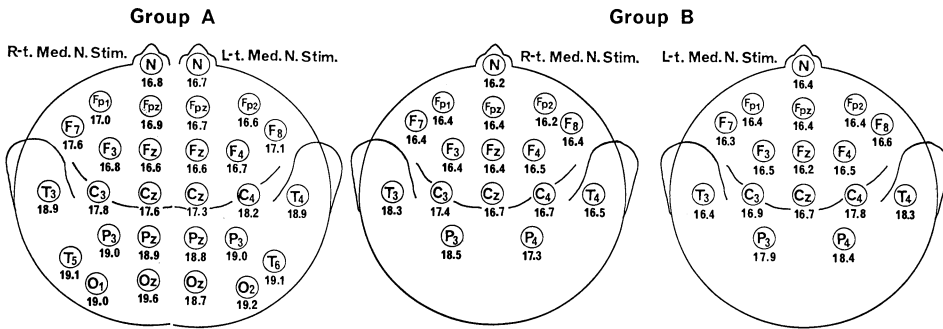 Group A Group B
R-t. Med. N. Stim. L-t. Med. N. Stim. R-t. Med. N. Stim. L-t. Med. N. Stim.
N N N N
16.8 16.7 16.2 16.4
Fp1 Fpz Fpz Fp2 Fp1 Fpz Fp2 Fp1 Fpz Fp2
17.0 16.9 16.7 16.6 16.4 16.4 16.2 16.4 16.4 16.4
F7 F8 F7 F8 F7 F8
17.6 17.1 16.4 16.4 16.3 16.6
F3 Fz Fz F4 F3 Fz F4 F3 Fz F4
16.8 16.6 16.6 16.7 16.4 16.4 16.5 16.5 16.2 16.5
T3 C3 Cz Cz C4 T4 T3 C3 Cz C4 T4 T3 C3 Cz C4 T4
18.9 17.8 17.6 17.3 18.2 18.9 18.3 17.4 16.7 16.7 16.5 16.4 16.9 16.7 17.8 18.3
P3 Pz Pz P3 P3 P4 P3 P4
19.0 18.9 18.8 19.0 18.5 17.3 17.9 18.4
T5 T6
19.1 19.1
O1 Oz Oz O2
19.0 19.6 18.7 19.2